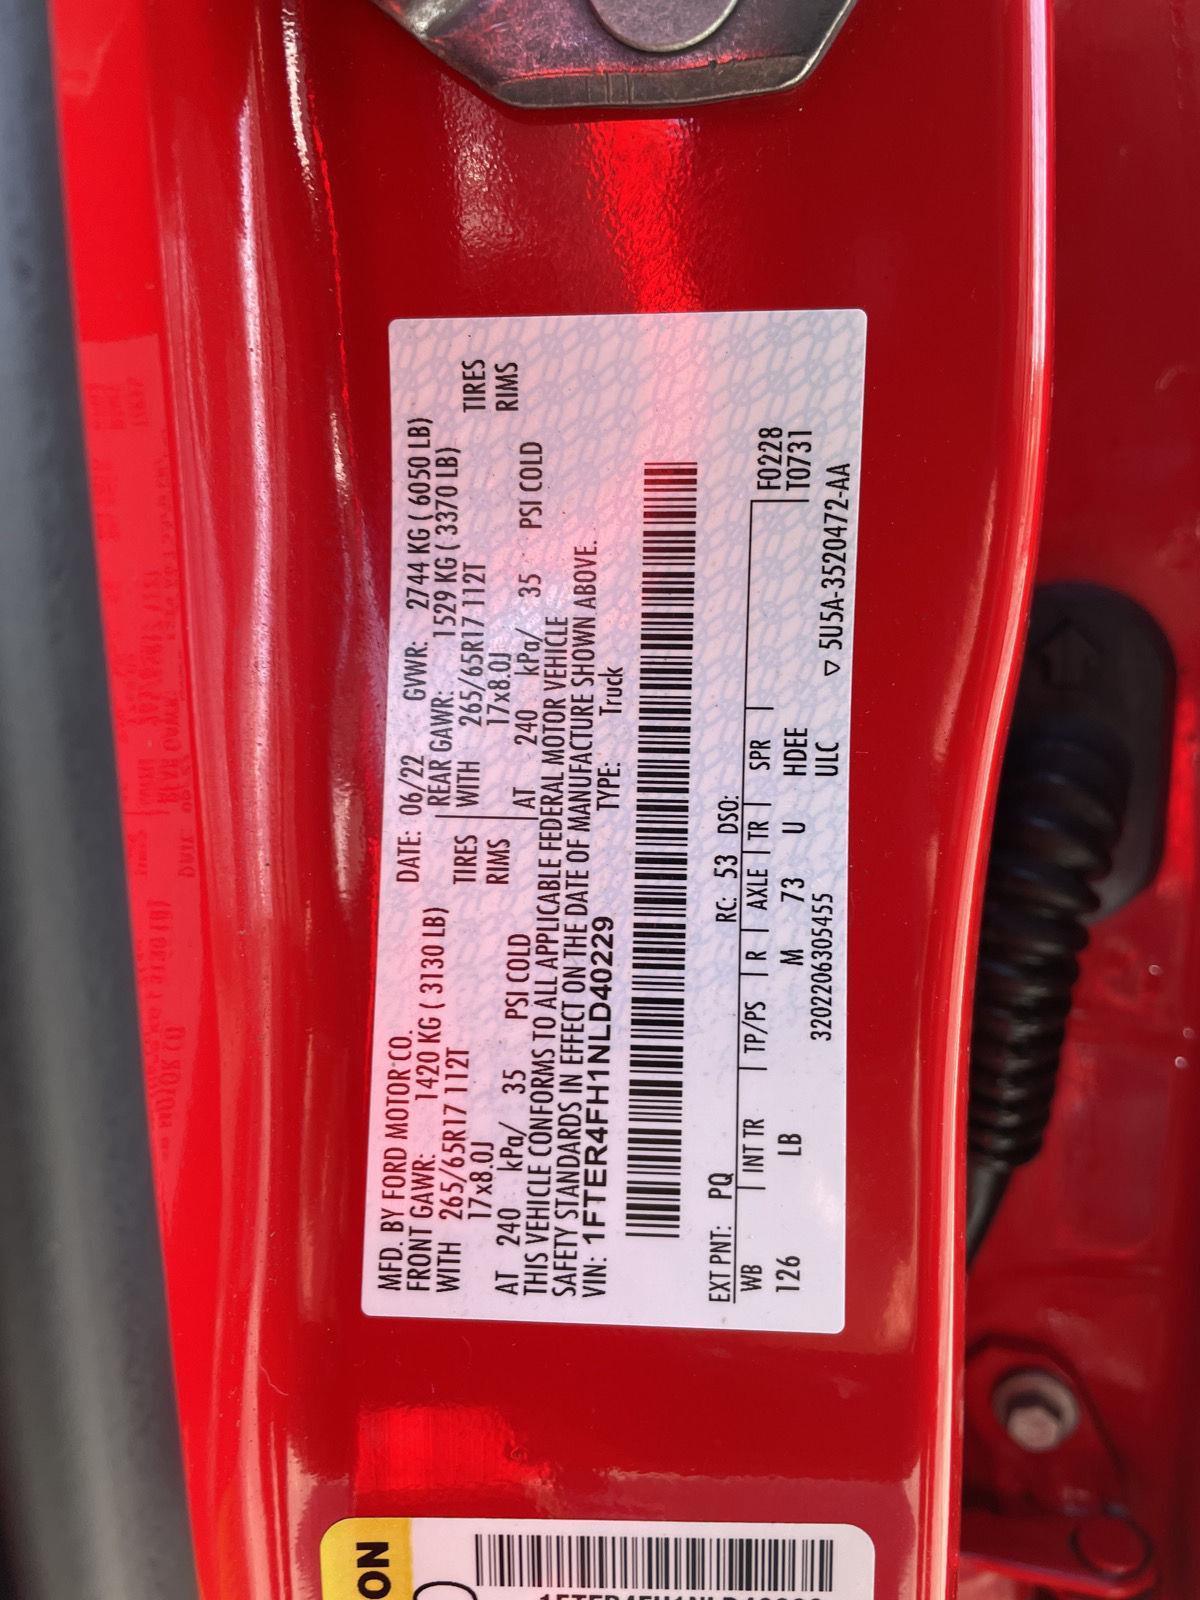 MFD. BY FORD MOTOR CO.
DATE: 06/22 GVWR: 2744 KG ( 6050 LB)
FRONT GAWR: 1420 KG ( 3130 LB) REAR GAWR: 1529 KG ( 3370 LB)
WITH 265/65R17 112T TIRES WITH 265/65R17 112T TIRES
17x8.0J RIMS 17x8.0J RIMS
AT 240 kPa/ 35 PSI COLD AT 240 kPa/ 35 PSI COLD
THIS VEHICLE CONFORMS TO ALL APPLICABLE FEDERAL MOTOR VEHICLE
SAFETY STANDARDS IN EFFECT ON THE DATE OF MANUFACTURE SHOWN ABOVE.
VIN: 1FTER4FH1NLD40229 TYPE: Truck
EXT PNT: PQ RC: 53 DSO: F0228
WB INT TR TP/PS R AXLE TR SPR T0731
126 LB M 73 U HDEE
3202206305455 ULC ▽ 5U5A-3520472-AA
ON